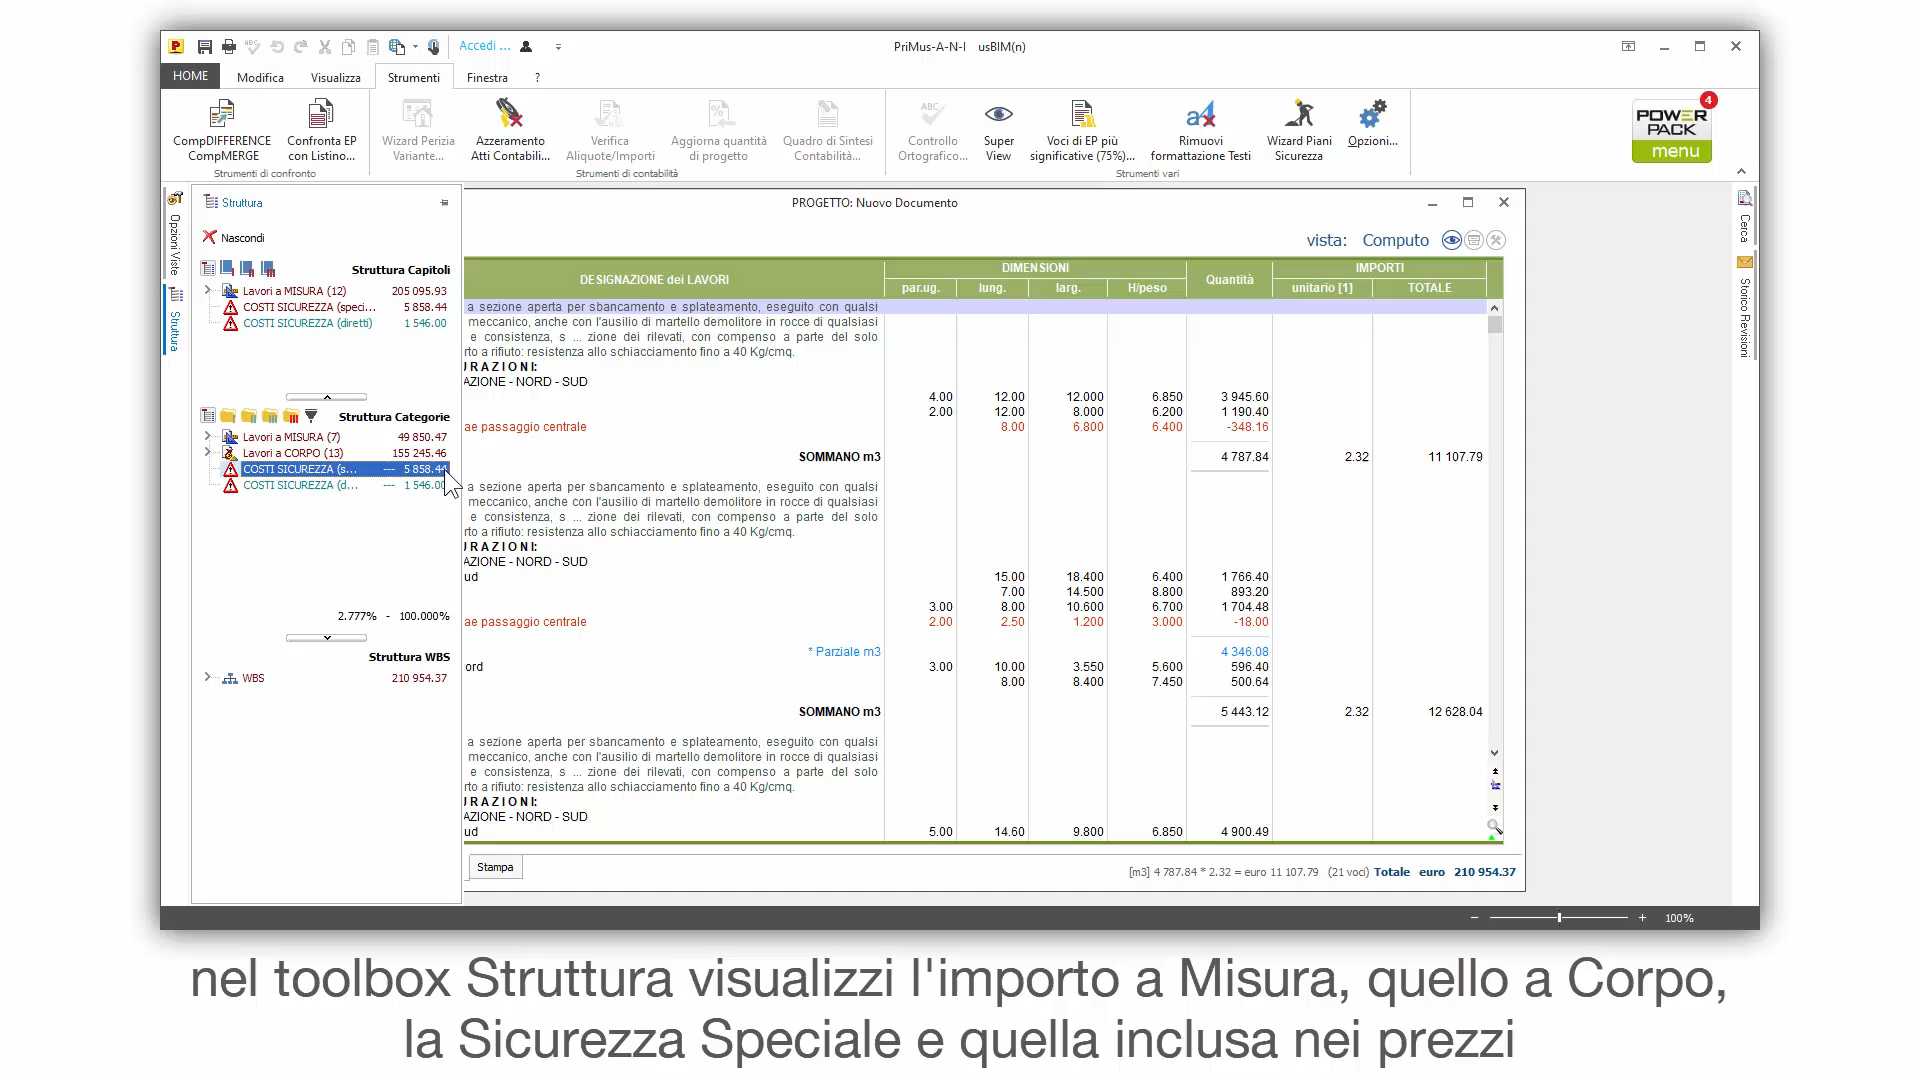 Accedi ...
PriMus-A-N-I usBIM(n)
HOME Modifica Visualizza Strumenti Finestra ?
CompDIFFERENCE
CompMERGE
Confronta EP
con Listino...
Strumenti di confronto
Wizard Perizia
Variante...
Azzeramento
Atti Contabili...
Verifica
Aliquote/Importi
Aggiorna quantità
di progetto
Quadro di Sintesi
Contabilità...
Strumenti di contabilità
Controllo
Ortografico...
Super
View
Voci di EP più
significative (75%)...
Rimuovi
formattazione Testi
Wizard Piani
Sicurezza
Opzioni...
Strumenti vari
4
POWER
PACK
menu
Opzioni Viste
Struttura
Struttura
Nascondi
Struttura Capitoli
Lavori a MISURA (12) 205 095.93
COSTI SICUREZZA (speci... 5 858.44
COSTI SICUREZZA (diretti) 1 546.00
Struttura Categorie
Lavori a MISURA (7) 49 850.47
Lavori a CORPO (13) 155 245.46
COSTI SICUREZZA (s... --- 5 858.44
COSTI SICUREZZA (d... --- 1 546.00
2.777% - 100.000%
Struttura WBS
WBS 210 954.37
PROGETTO: Nuovo Documento
vista: Computo
DESIGNAZIONE dei LAVORI
DIMENSIONI
par.ug. lung. larg. H/peso
Quantità
IMPORTI
unitario [1] TOTALE
a sezione aperta per sbancamento e splateamento, eseguito con qualsi
meccanico, anche con l'ausilio di martello demolitore in rocce di qualsiasi
e consistenza, s ... zione dei rilevati, con compenso a parte del solo
rto a rifiuto: resistenza allo schiacciamento fino a 40 Kg/cmq.
URAZIONI:
AZIONE - NORD - SUD
4.00 12.00 12.000 6.850 3 945.60
2.00 12.00 8.000 6.200 1 190.40
ae passaggio centrale 8.00 6.800 6.400 -348.16
SOMMANO m3 4 787.84 2.32 11 107.79
a sezione aperta per sbancamento e splateamento, eseguito con qualsi
meccanico, anche con l'ausilio di martello demolitore in rocce di qualsiasi
e consistenza, s ... zione dei rilevati, con compenso a parte del solo
rto a rifiuto: resistenza allo schiacciamento fino a 40 Kg/cmq.
URAZIONI:
AZIONE - NORD - SUD
ud 15.00 18.400 6.400 1 766.40
7.00 14.500 8.800 893.20
3.00 8.00 10.600 6.700 1 704.48
ae passaggio centrale 2.00 2.50 1.200 3.000 -18.00
* Parziale m3 4 346.08
ord 3.00 10.00 3.550 5.600 596.40
8.00 8.400 7.450 500.64
SOMMANO m3 5 443.12 2.32 12 628.04
a sezione aperta per sbancamento e splateamento, eseguito con qualsi
meccanico, anche con l'ausilio di martello demolitore in rocce di qualsiasi
e consistenza, s ... zione dei rilevati, con compenso a parte del solo
rto a rifiuto: resistenza allo schiacciamento fino a 40 Kg/cmq.
URAZIONI:
AZIONE - NORD - SUD
ud 5.00 14.60 9.800 6.850 4 900.49
Stampa
[m3] 4 787.84 * 2.32 = euro 11 107.79 (21 voci) Totale euro 210 954.37
Cerca
Storico Revisioni
100%
nel toolbox Struttura visualizzi l'importo a Misura, quello a Corpo,
la Sicurezza Speciale e quella inclusa nei prezzi